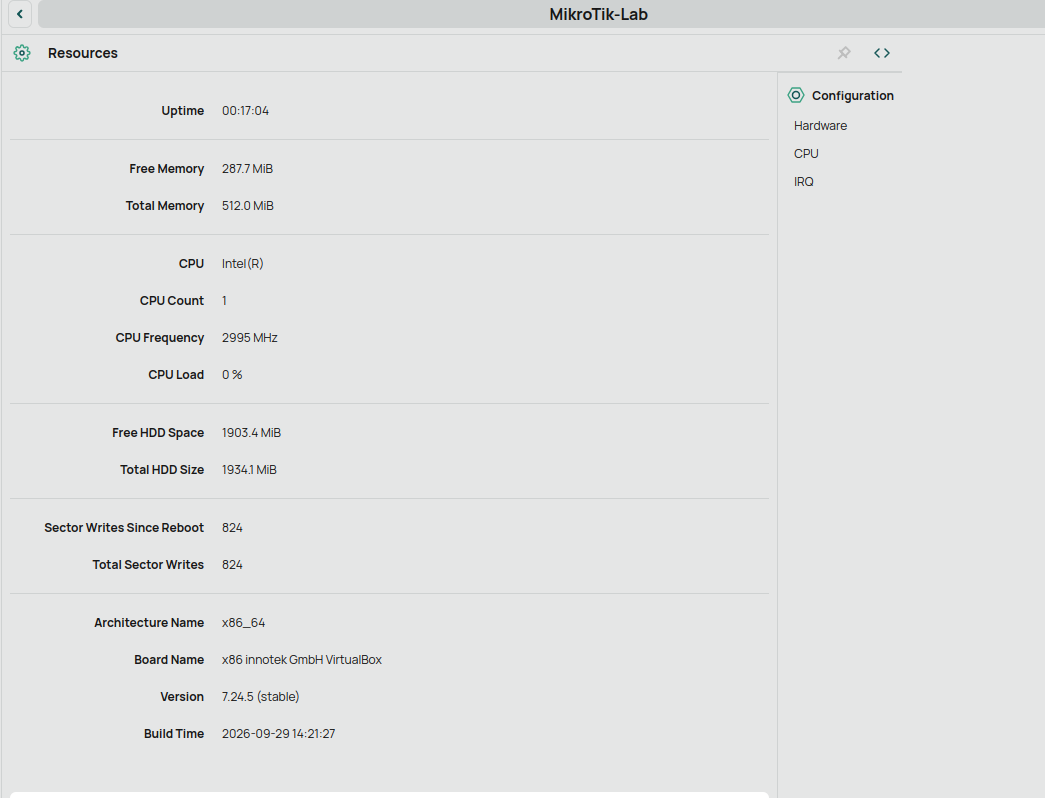 MikroTik-Lab
Resources
Uptime 00:17:04
Free Memory 287.7 MiB
Total Memory 512.0 MiB
CPU Intel(R)
CPU Count 1
CPU Frequency 2995 MHz
CPU Load 0 %
Free HDD Space 1903.4 MiB
Total HDD Size 1934.1 MiB
Sector Writes Since Reboot 824
Total Sector Writes 824
Architecture Name x86_64
Board Name x86 innotek GmbH VirtualBox
Version 7.24.5 (stable)
Build Time 2026-09-29 14:21:27
Configuration
Hardware
CPU
IRQ